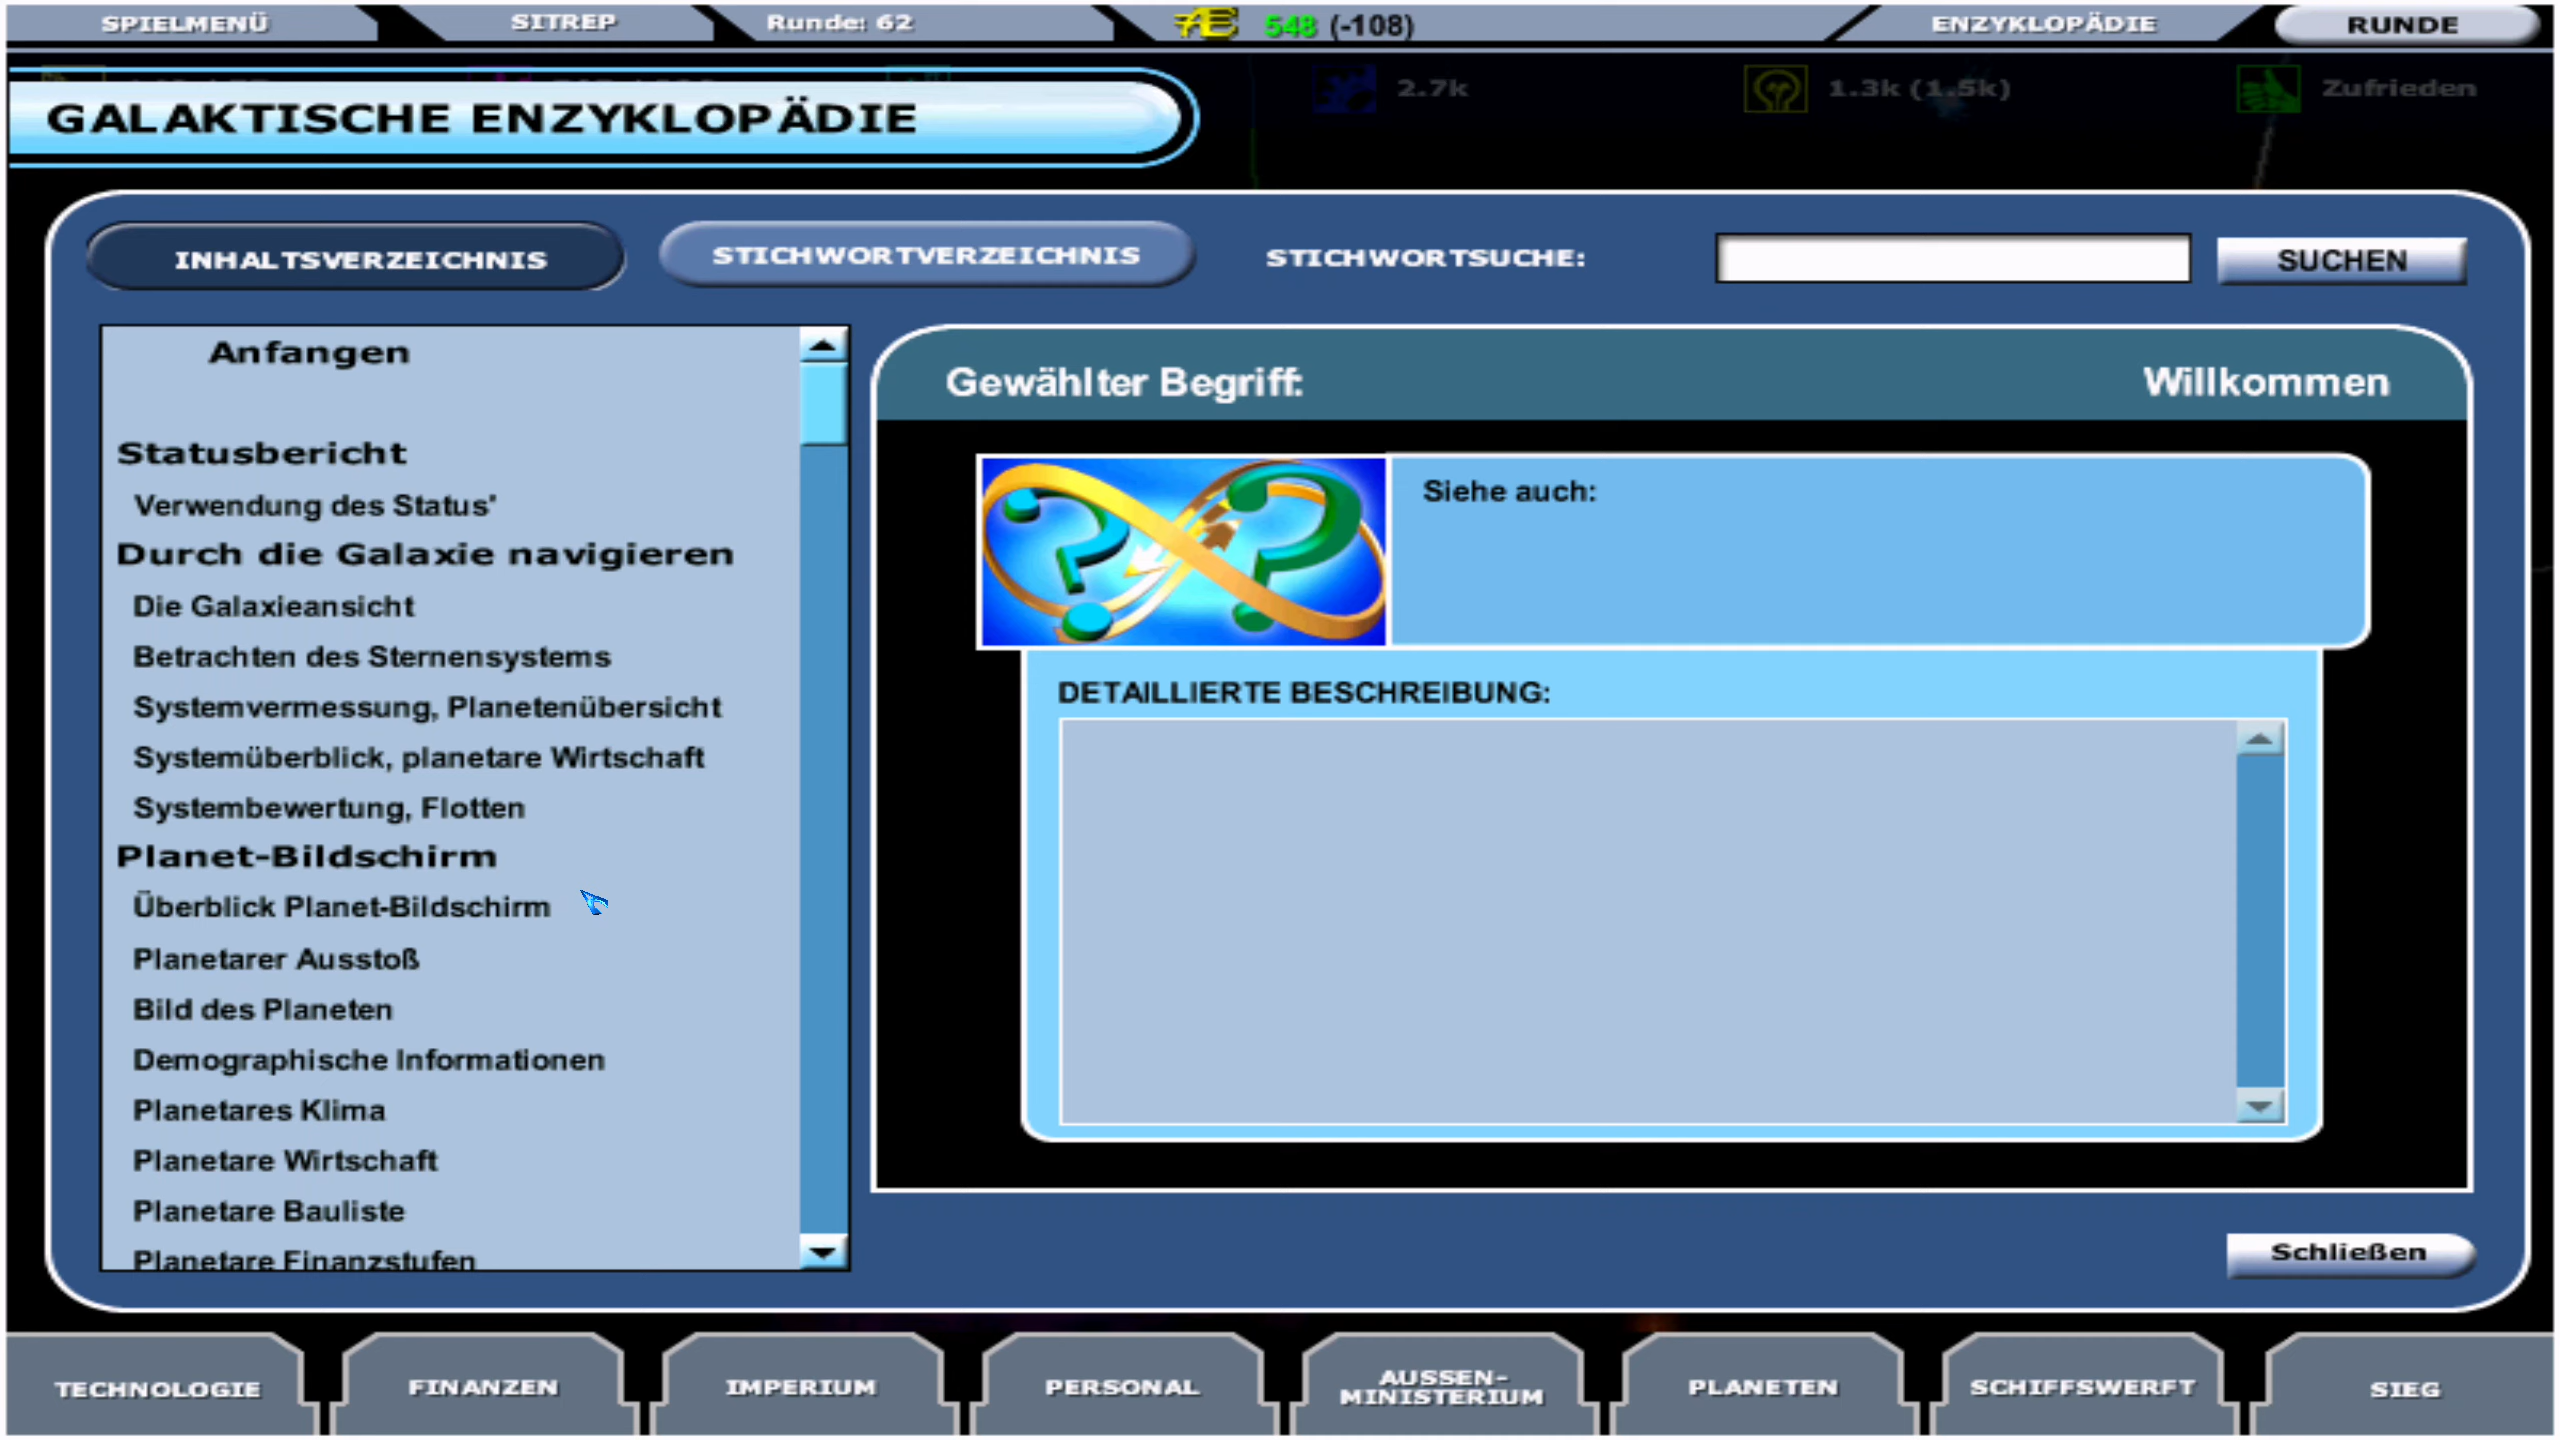 SPIELMENÜ
SITREP
Runde: 62
548 (-108)
ENZYKLOPÄDIE
RUNDE
2.7k
1.3k (1.5k)
Zufrieden
GALAKTISCHE ENZYKLOPÄDIE
INHALTSVERZEICHNIS
STICHWORTVERZEICHNIS
STICHWORTSUCHE:
SUCHEN
Anfangen
Statusbericht
Verwendung des Status'
Durch die Galaxie navigieren
Die Galaxieansicht
Betrachten des Sternensystems
Systemvermessung, Planetenübersicht
Systemüberblick, planetare Wirtschaft
Systembewertung, Flotten
Planet-Bildschirm
Überblick Planet-Bildschirm
Planetarer Ausstoß
Bild des Planeten
Demographische Informationen
Planetares Klima
Planetare Wirtschaft
Planetare Bauliste
Planetare Finanzstufen
Gewählter Begriff:
Willkommen
Siehe auch:
DETAILLIERTE BESCHREIBUNG:
Schließen
TECHNOLOGIE
FINANZEN
IMPERIUM
PERSONAL
AUSSEN-
MINISTERIUM
PLANETEN
SCHIFFSWERFT
SIEG